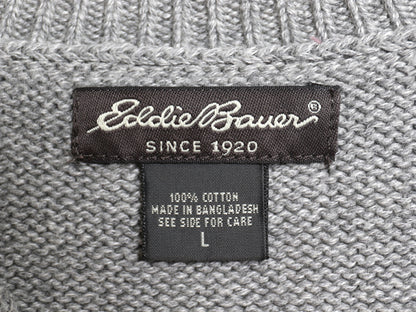 Eddie Bauer®
SINCE 1920
100% COTTON
MADE IN BANGLADESH
SEE SIDE FOR CARE
L